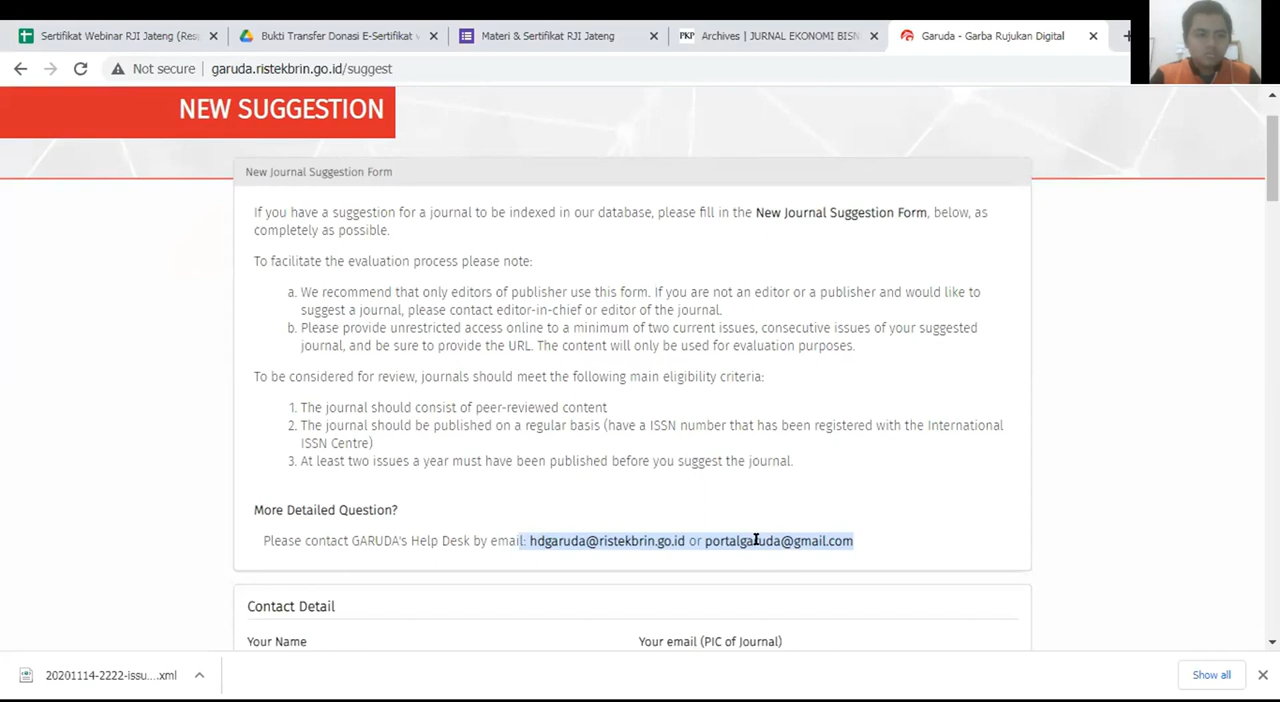 Sertifikat Webinar RJI Jateng (Res
Bukti Transfer Donasi E-Sertifikat
Materi & Sertifikat RJI Jateng
PKP Archives | JURNAL EKONOMI BISN
Garuda - Garba Rujukan Digital
Not secure garuda.ristekbrin.go.id/suggest
NEW SUGGESTION
New Journal Suggestion Form
If you have a suggestion for a journal to be indexed in our database, please fill in the New Journal Suggestion Form, below, as
completely as possible.
To facilitate the evaluation process please note:
a. We recommend that only editors of publisher use this form. If you are not an editor or a publisher and would like to
suggest a journal, please contact editor-in-chief or editor of the journal.
b. Please provide unrestricted access online to a minimum of two current issues, consecutive issues of your suggested
journal, and be sure to provide the URL. The content will only be used for evaluation purposes.
To be considered for review, journals should meet the following main eligibility criteria:
1. The journal should consist of peer-reviewed content
2. The journal should be published on a regular basis (have a ISSN number that has been registered with the International
ISSN Centre)
3. At least two issues a year must have been published before you suggest the journal.
More Detailed Question?
Please contact GARUDA's Help Desk by email: hdgaruda@ristekbrin.go.id or portalgaruda@gmail.com
Contact Detail
Your Name
Your email (PIC of Journal)
20201114-2222-issu....xml
Show all